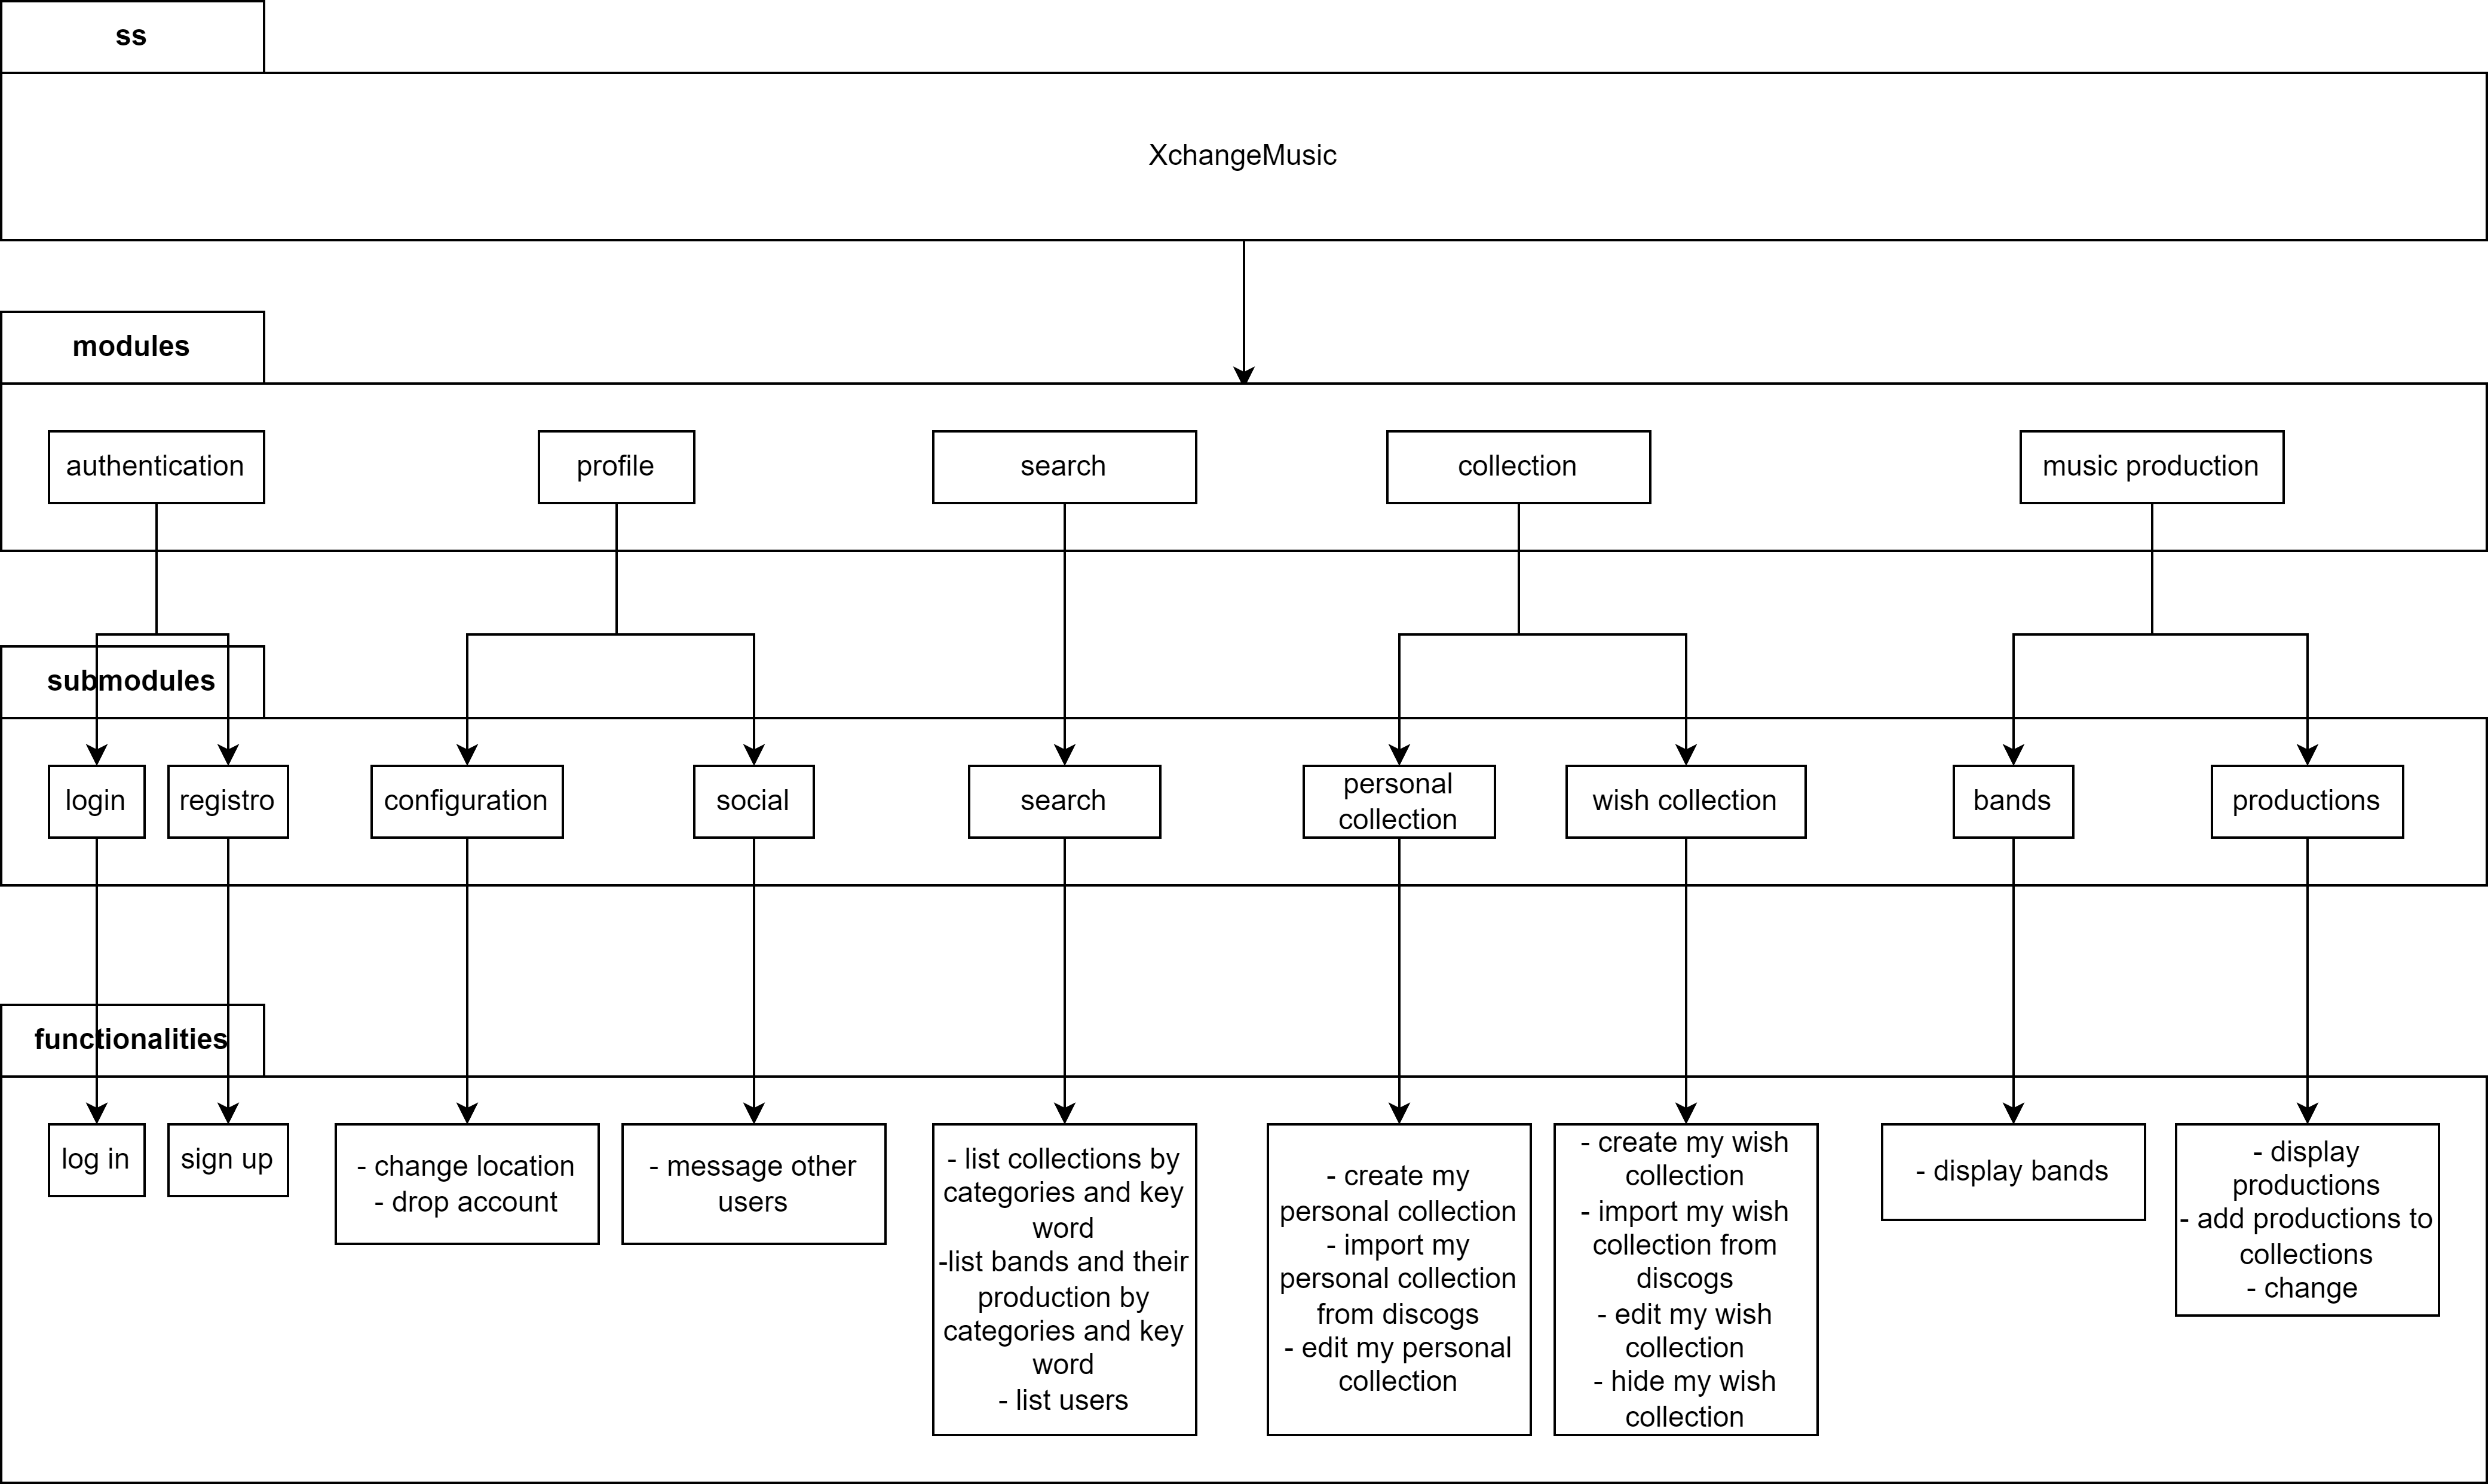 ss
XchangeMusic
modules
authentication
profile
search
collection
music production
submodules
login
registro
configuration
social
search
personal
collection
wish collection
bands
productions
functionalities
log in
sign up
- change location
- drop account
- message other
users
- list collections by
categories and key
word
-list bands and their
production by
categories and key
word
- list users
- create my
personal collection
- import my
personal collection
from discogs
- edit my personal
collection
- create my wish
collection
- import my wish
collection from
discogs
- edit my wish
collection
- hide my wish
collection
- display bands
- display
productions
- add productions to
collections
- change